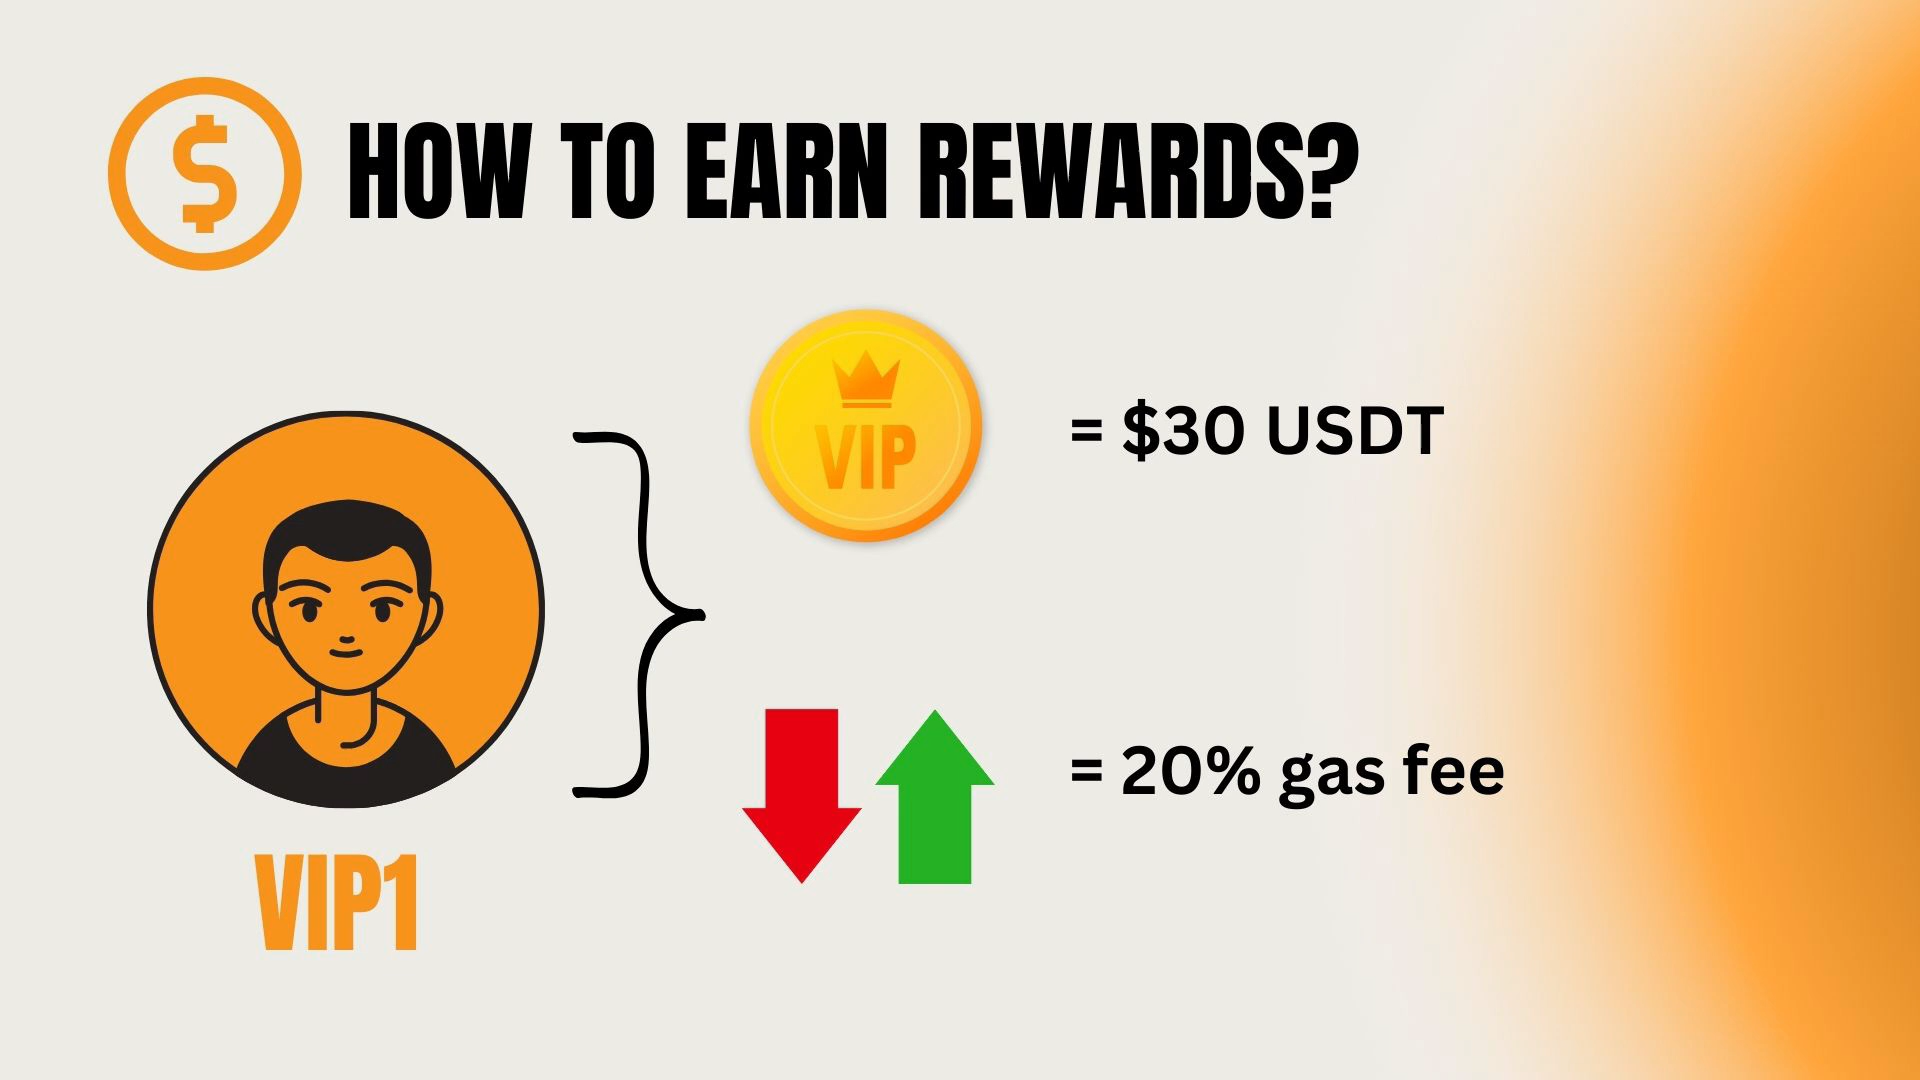 $
HOW TO EARN REWARDS?
VIP
= $30 USDT
= 20% gas fee
VIP1